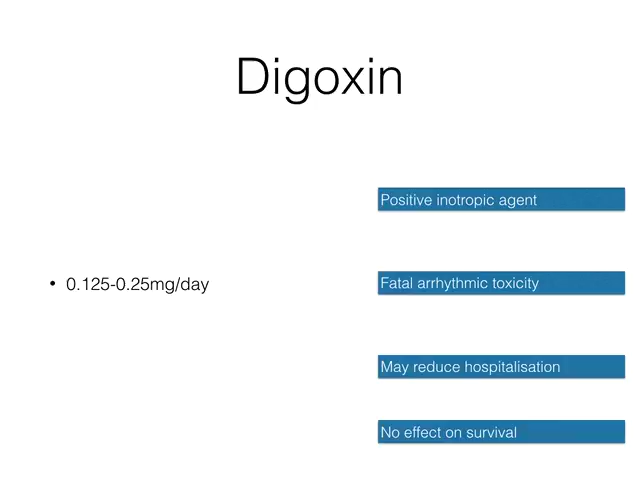 Digoxin
• 0.125-0.25mg/day
Positive inotropic agent
Fatal arrhythmic toxicity
May reduce hospitalisation
No effect on survival